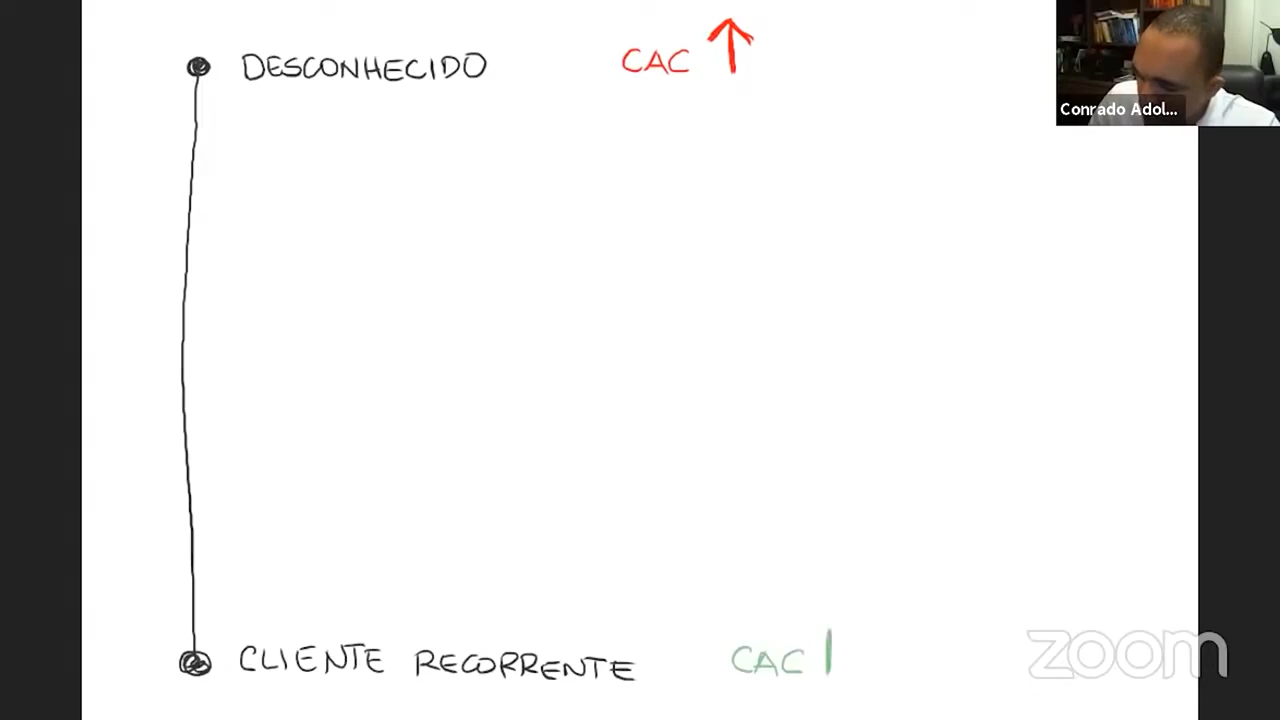 DESCONHECIDO CAC ↑
Conrado Adol...
CLIENTE RECORRENTE CAC
zoom